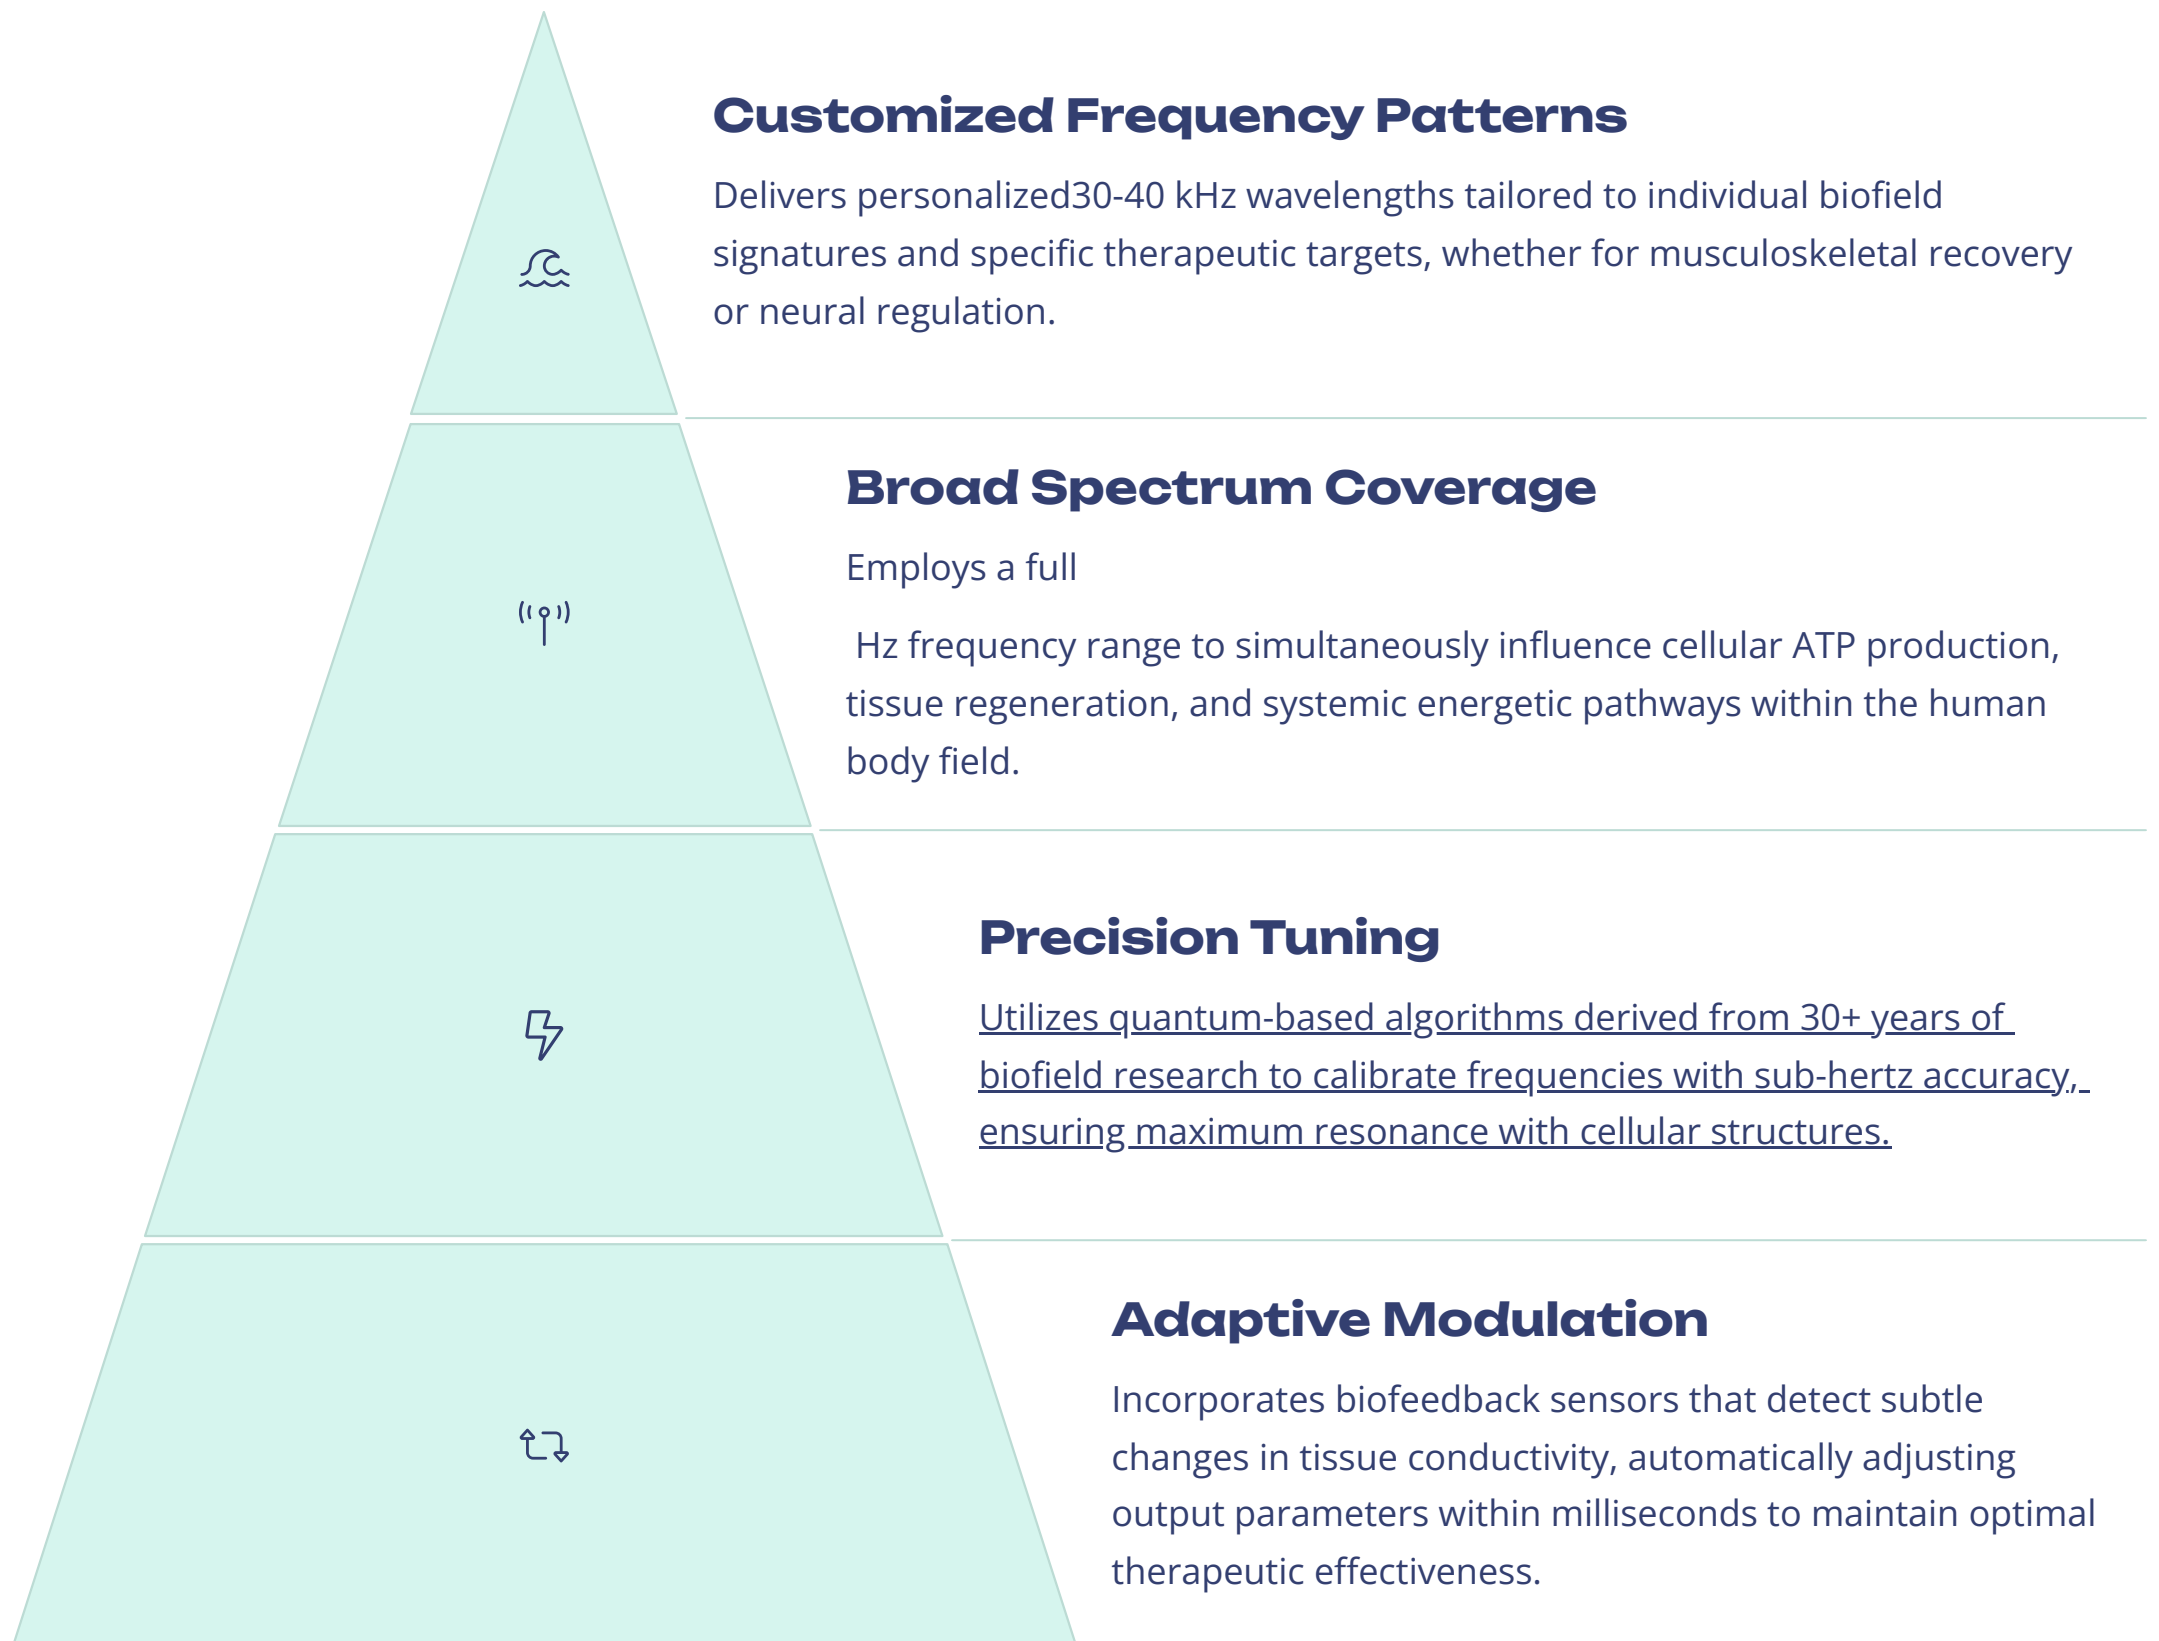 Customized Frequency Patterns
Delivers personalized30-40 kHz wavelengths tailored to individual biofield
signatures and specific therapeutic targets, whether for musculoskeletal recovery
or neural regulation.
Broad Spectrum Coverage
Employs a full
Hz frequency range to simultaneously influence cellular ATP production,
tissue regeneration, and systemic energetic pathways within the human
body field.
Precision Tuning
Utilizes quantum-based algorithms derived from 30+ years of
biofield research to calibrate frequencies with sub-hertz accuracy,
ensuring maximum resonance with cellular structures.
Adaptive Modulation
Incorporates biofeedback sensors that detect subtle
changes in tissue conductivity, automatically adjusting
output parameters within milliseconds to maintain optimal
therapeutic effectiveness.